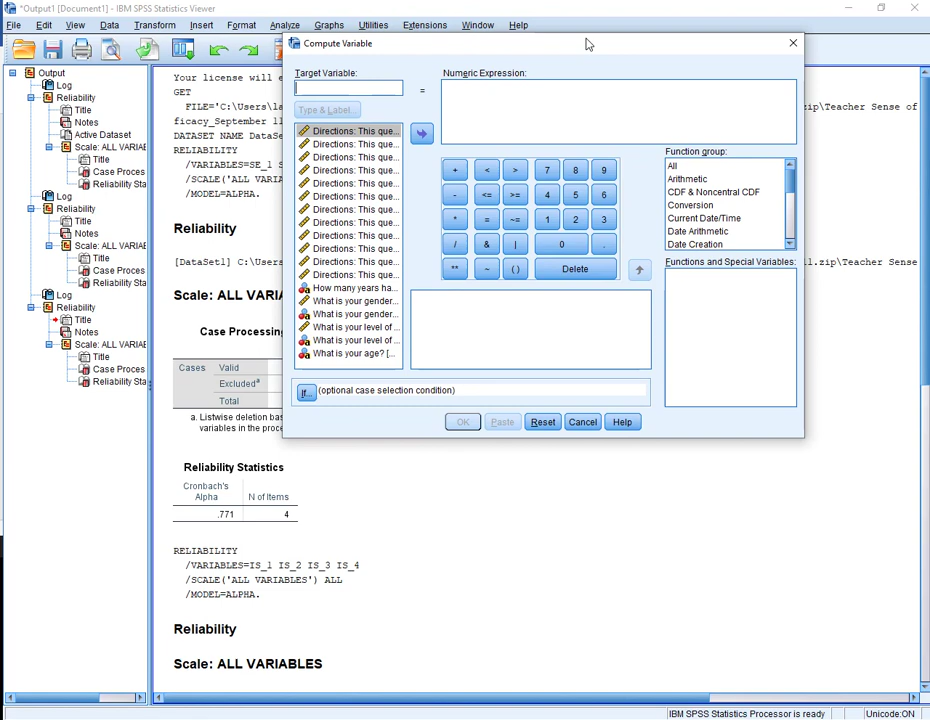 *Output1 [Document1] - IBM SPSS Statistics Viewer
File Edit View Data Transform Insert Format Analyze Graphs Utilities Extensions Window Help
Output
Log
Reliability
Title
Notes
Active Dataset
Scale: ALL VARIA
Title
Case Proces
Reliability Sta
Log
Reliability
Title
Notes
Scale: ALL VARIA
Title
Case Proces
Reliability Sta
Log
Reliability
Title
Notes
Scale: ALL VARIA
Title
Case Proces
Reliability Sta
Your license will e
GET
FILE='C:\Users\la
zip\Teacher Sense of
icacy_September 1
DATASET NAME DataSe
RELIABILITY
/VARIABLES=SE_1 S
/SCALE('ALL VARIA
/MODEL=ALPHA.
Reliability
[DataSet1] C:\Users
l.zip\Teacher Sense
Scale: ALL VARIA
Case Processing
Cases Valid
Excludedᵃ
Total
a. Listwise deletion bas
variables in the proce
Reliability Statistics
Cronbach's
Alpha N of Items
.771 4
RELIABILITY
/VARIABLES=IS_1 IS_2 IS_3 IS_4
/SCALE('ALL VARIABLES') ALL
/MODEL=ALPHA.
Reliability
Scale: ALL VARIABLES
Compute Variable
Target Variable:
=
Numeric Expression:
Type & Label...
Directions: This que...
Directions: This que...
Directions: This que...
Directions: This que...
Directions: This que...
Directions: This que...
Directions: This que...
Directions: This que...
Directions: This que...
Directions: This que...
Directions: This que...
Directions: This que...
How many years ha...
What is your gender...
What is your gender...
What is your level of ...
What is your level of ...
What is your age? [...
+ < > 7 8 9
- <= >= 4 5 6
* = ~= 1 2 3
/ & | 0 .
** ~ ( ) Delete
Function group:
All
Arithmetic
CDF & Noncentral CDF
Conversion
Current Date/Time
Date Arithmetic
Date Creation
Functions and Special Variables:
If... (optional case selection condition)
OK Paste Reset Cancel Help
IBM SPSS Statistics Processor is ready Unicode:ON